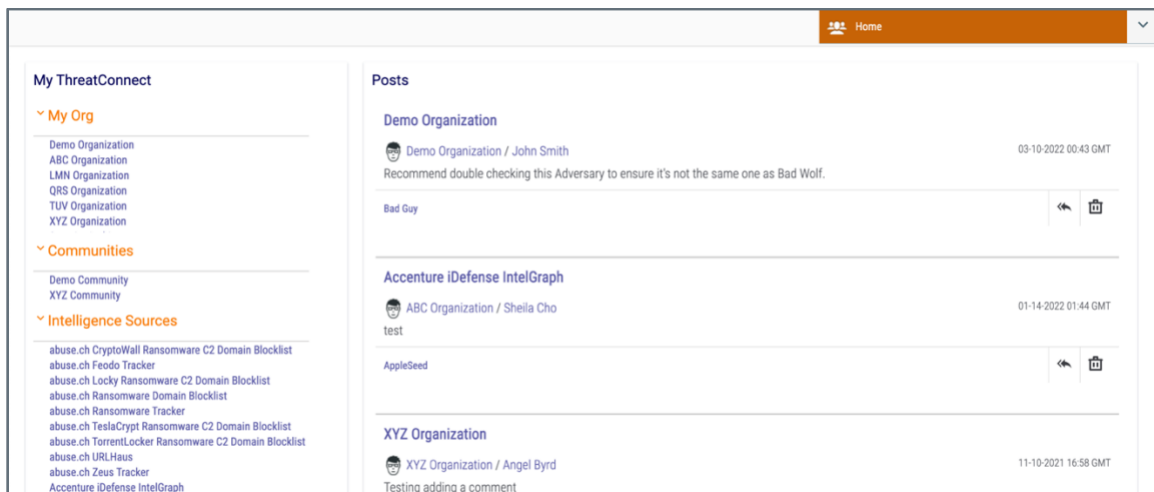 Home
My ThreatConnect
My Org
Demo Organization
ABC Organization
LMN Organization
QRS Organization
TUV Organization
XYZ Organization
Communities
Demo Community
XYZ Community
Intelligence Sources
abuse.ch CryptoWall Ransomware C2 Domain Blocklist
abuse.ch Feodo Tracker
abuse.ch Locky Ransomware C2 Domain Blocklist
abuse.ch Ransomware Domain Blocklist
abuse.ch Ransomware Tracker
abuse.ch TeslaCrypt Ransomware C2 Domain Blocklist
abuse.ch TorrentLocker Ransomware C2 Domain Blocklist
abuse.ch URLHaus
abuse.ch Zeus Tracker
Accenture iDefense IntelGraph
Posts
Demo Organization
Demo Organization / John Smith 03-10-2022 00:43 GMT
Recommend double checking this Adversary to ensure it's not the same one as Bad Wolf.
Bad Guy
Accenture iDefense IntelGraph
ABC Organization / Sheila Cho 01-14-2022 01:44 GMT
test
AppleSeed
XYZ Organization
XYZ Organization / Angel Byrd 11-10-2021 16:58 GMT
Testing adding a comment